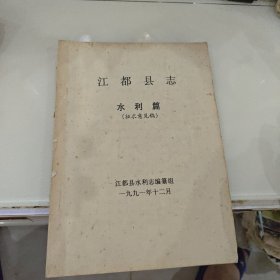 江都县志
水利篇
（征求意见稿）
江都县水利志编纂组
一九九一年十二月